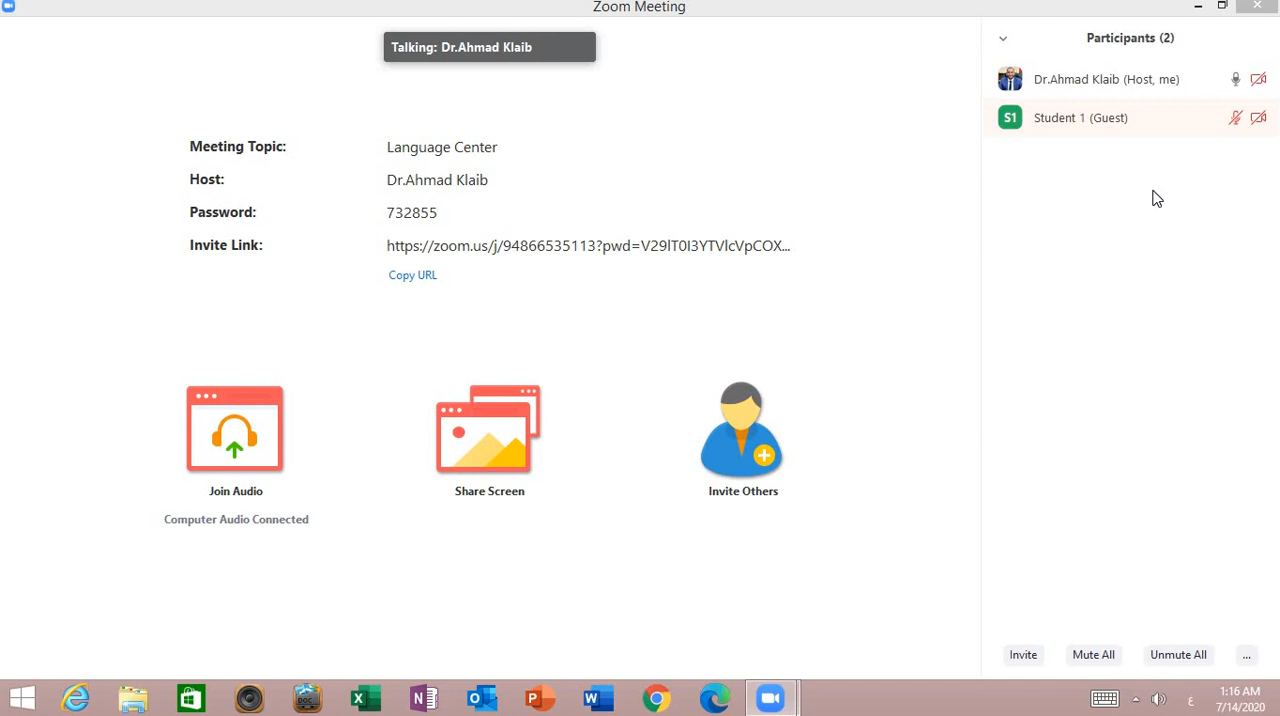 Zoom Meeting
Talking: Dr.Ahmad Klaib
Participants (2)
Dr.Ahmad Klaib (Host, me)
S1 Student 1 (Guest)
Meeting Topic: Language Center
Host: Dr.Ahmad Klaib
Password: 732855
Invite Link: https://zoom.us/j/94866535113?pwd=V29lT0I3YTVlcVpCOX...
Copy URL
Join Audio
Computer Audio Connected
Share Screen
Invite Others
Invite Mute All Unmute All ...
DOC
ع
1:16 AM
7/14/2020